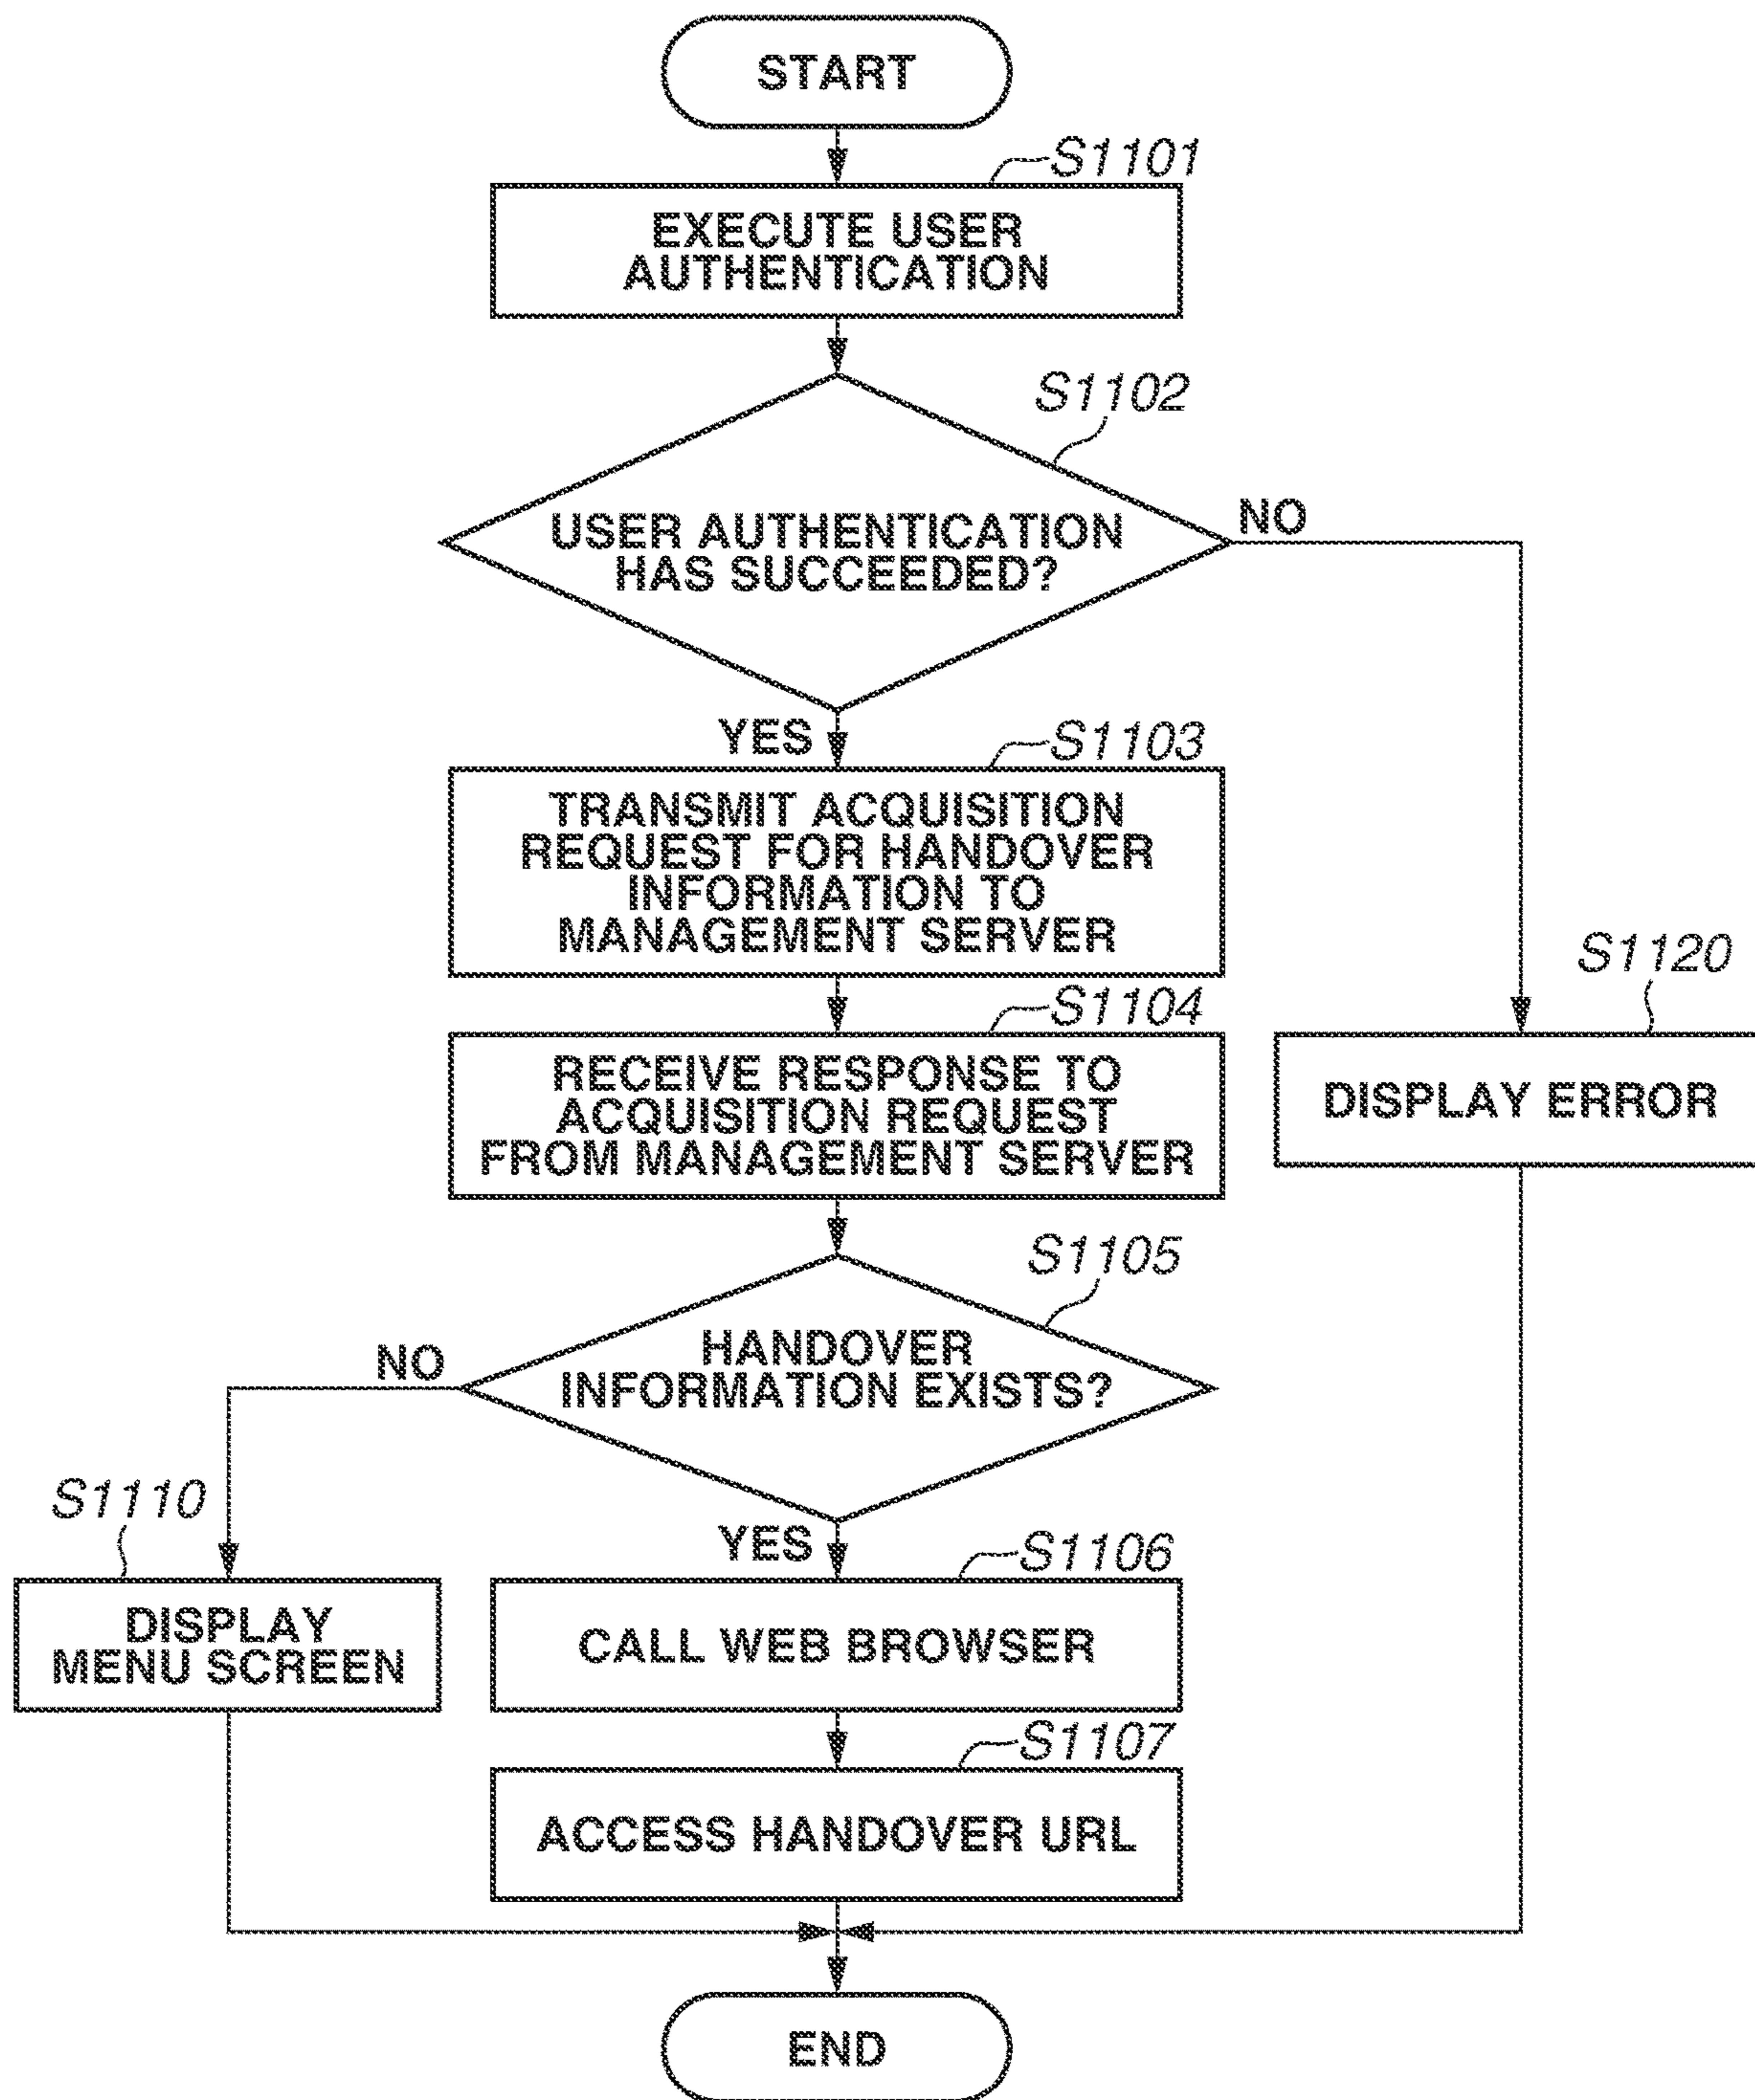 START
S1101
EXECUTE USER
AUTHENTICATION
S1102
USER AUTHENTICATION
HAS SUCCEEDED?
NO
YES
S1103
TRANSMIT ACQUISITION
REQUEST FOR HANDOVER
INFORMATION TO
MANAGEMENT SERVER
S1104
RECEIVE RESPONSE TO
ACQUISITION REQUEST
FROM MANAGEMENT SERVER
S1120
DISPLAY ERROR
S1105
HANDOVER
INFORMATION EXISTS?
NO
YES
S1110
DISPLAY
MENU SCREEN
S1106
CALL WEB BROWSER
S1107
ACCESS HANDOVER URL
END